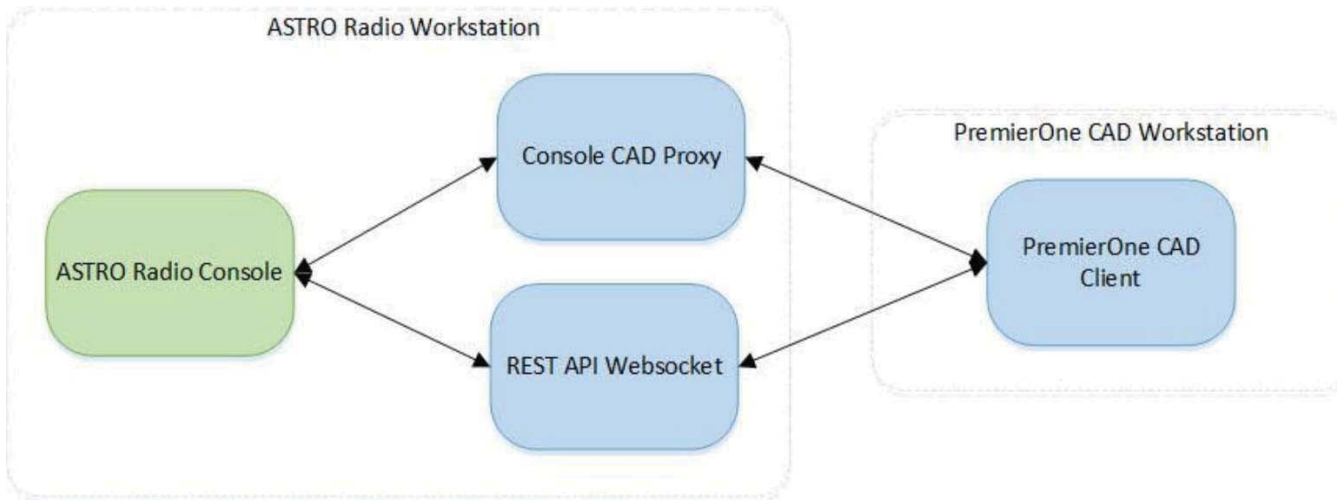 ASTRO Radio Workstation
Console CAD Proxy
PremierOne CAD Workstation
ASTRO Radio Console
PremierOne CAD
Client
REST API Websocket